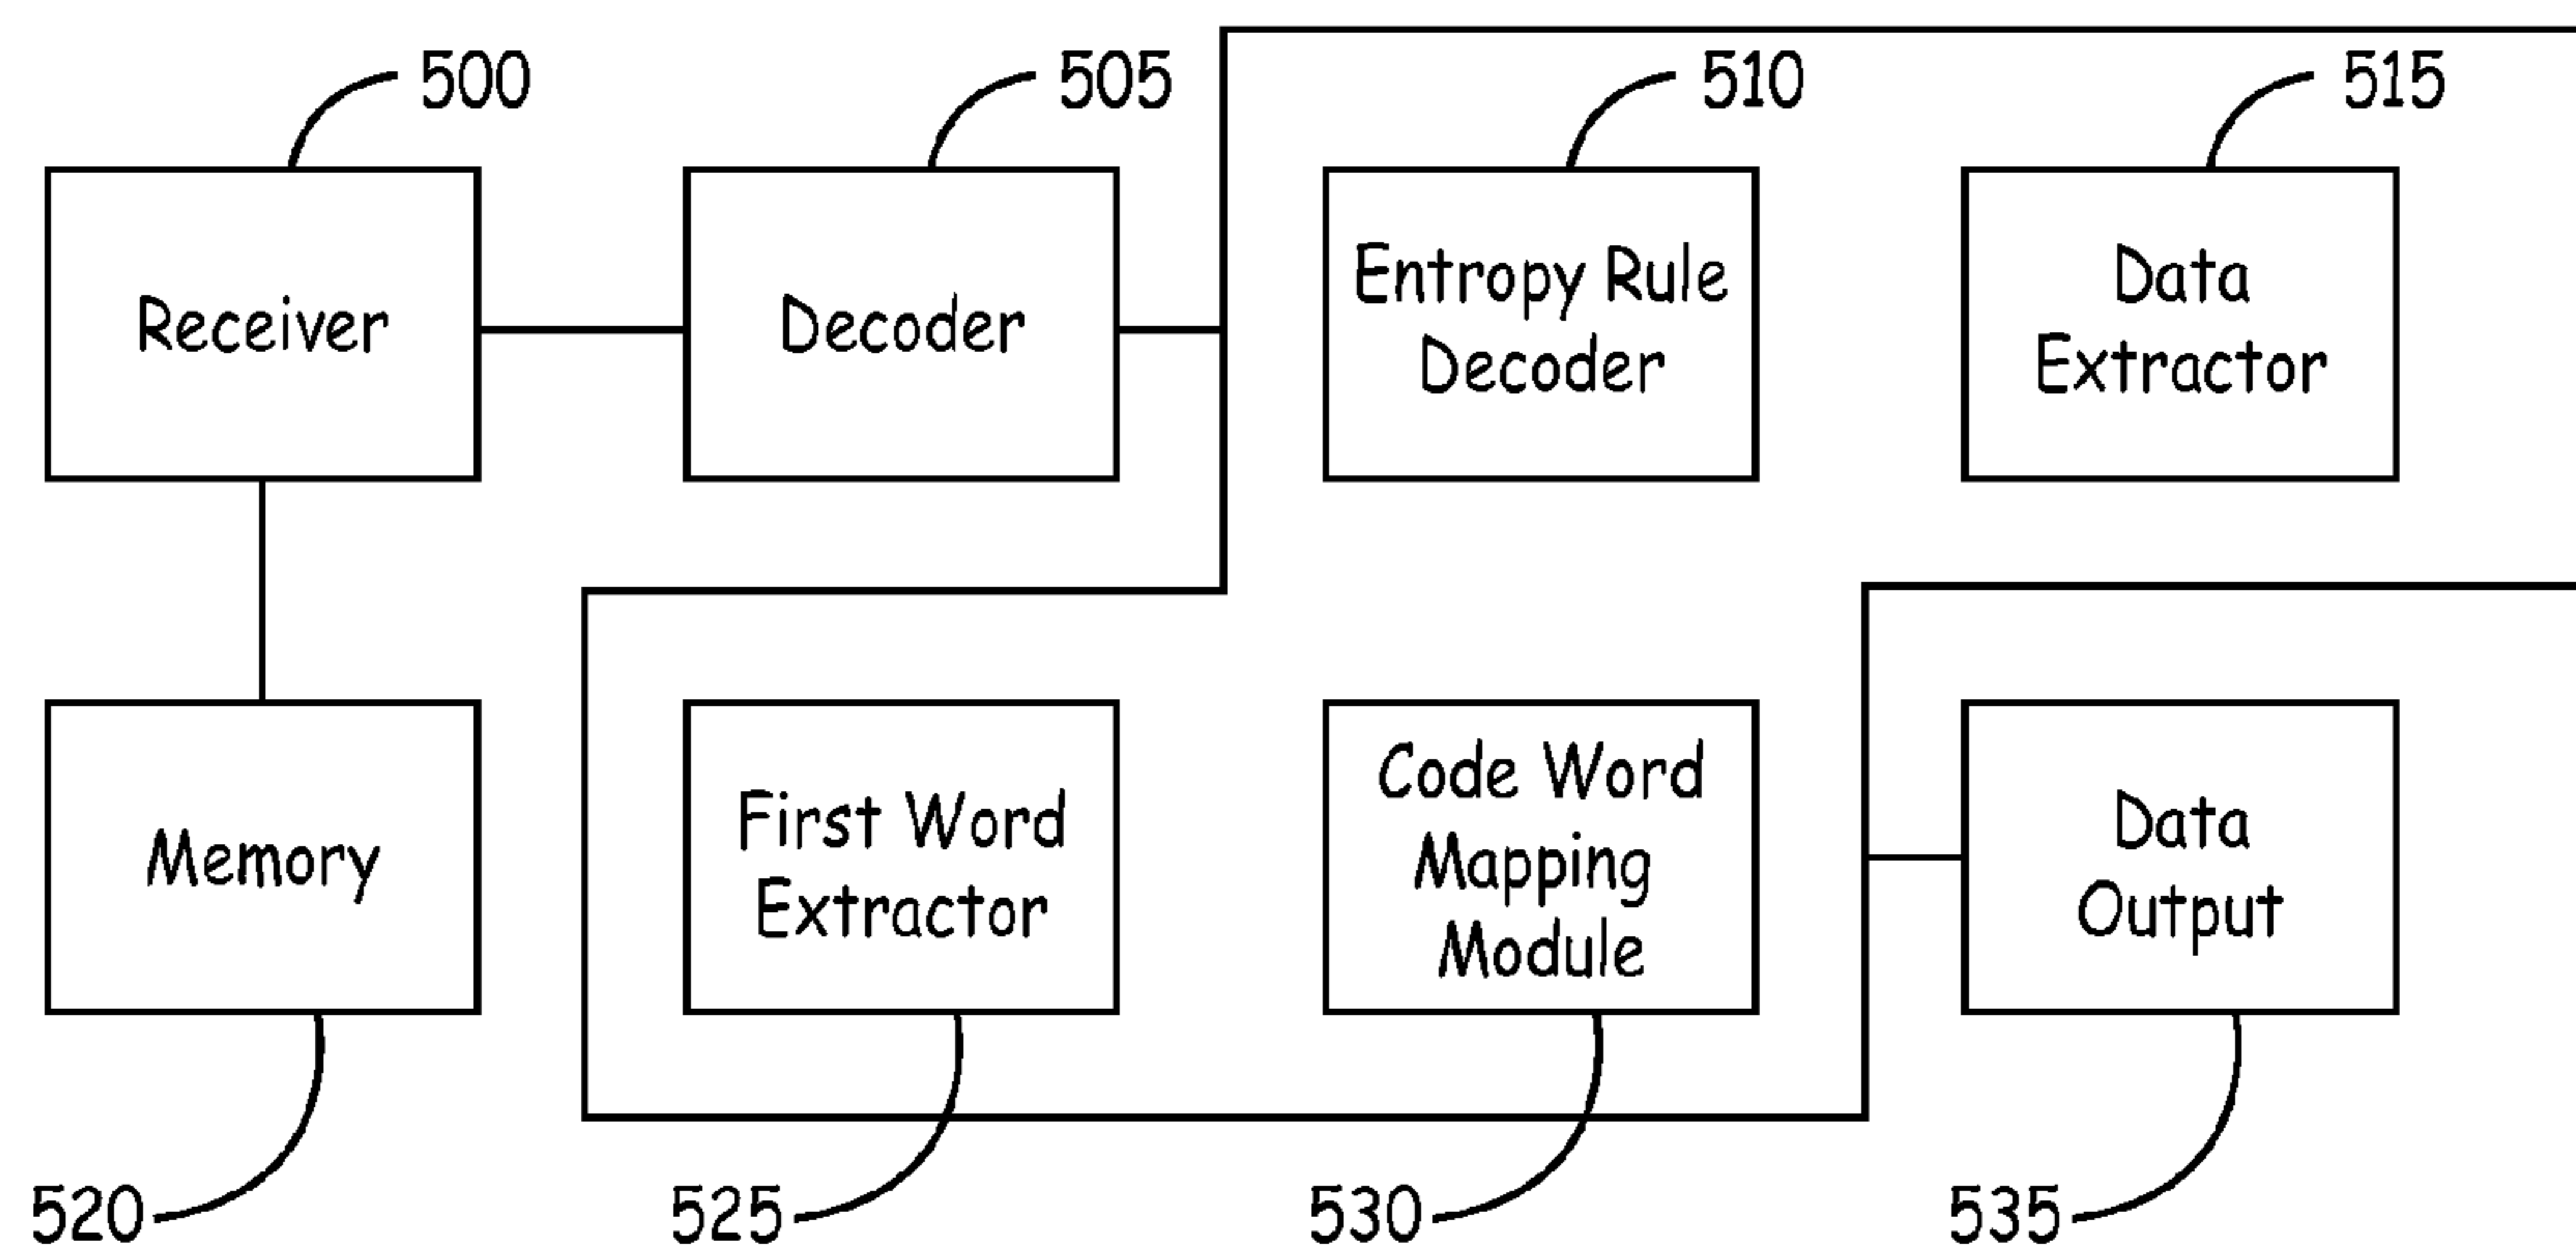 500
505
510
515
Receiver
Decoder
Entropy Rule
Decoder
Data
Extractor
Memory
First Word
Extractor
Code Word
Mapping
Module
Data
Output
520
525
530
535